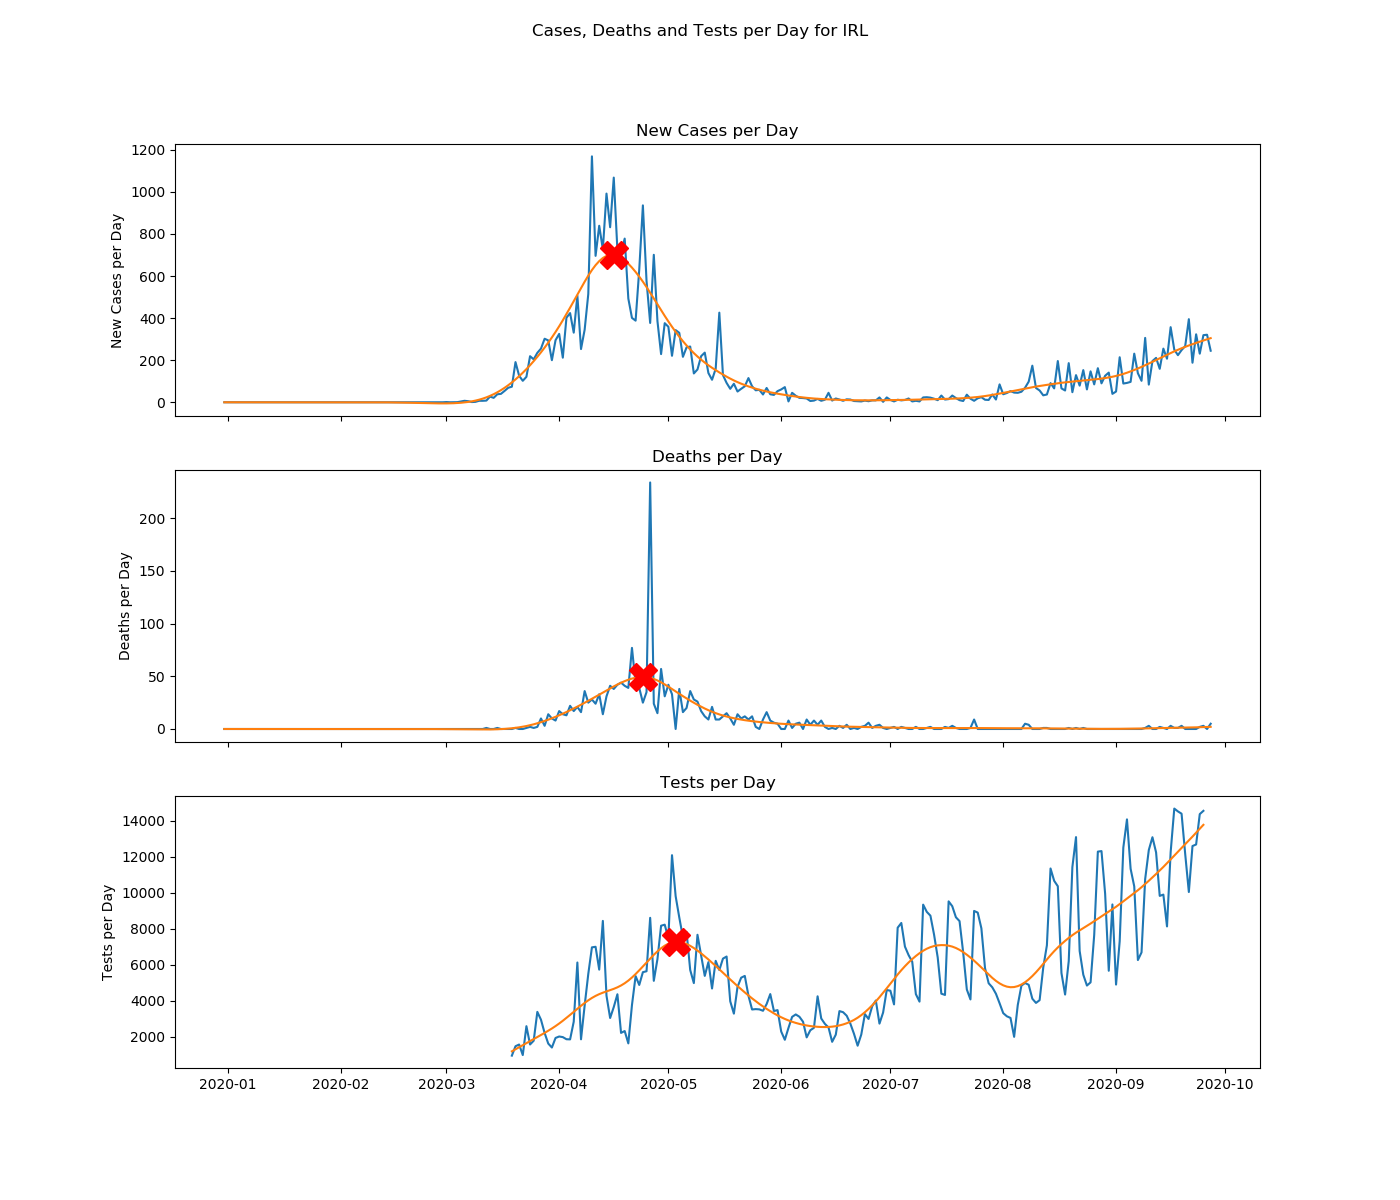 Cases, Deaths and Tests per Day for IRL
New Cases per Day
New Cases per Day
1200
1000
800
600
400
200
0
Deaths per Day
Deaths per Day
200
150
100
50
0
Tests per Day
Tests per Day
14000
12000
10000
8000
6000
4000
2000
2020-01 2020-02 2020-03 2020-04 2020-05 2020-06 2020-07 2020-08 2020-09 2020-10